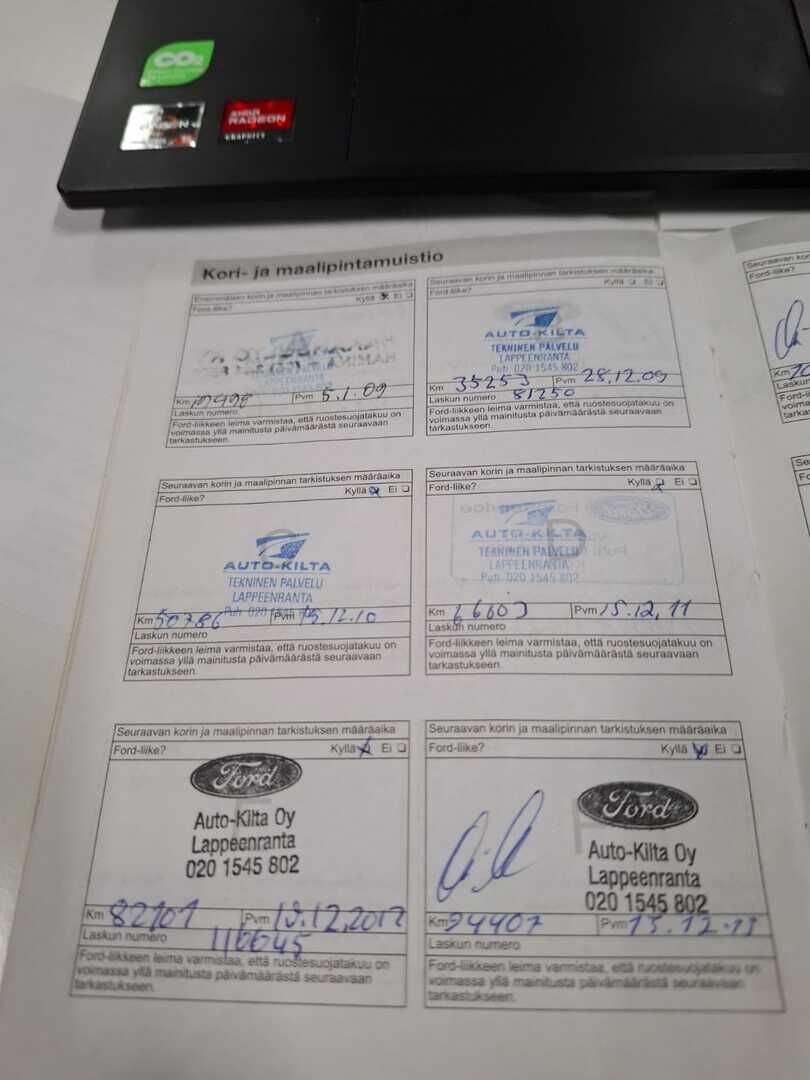 CO2
RYZEN
AMD
RADEON
GRAPHICS
Kori- ja maalipintamuistio
Ensimmäisen korin ja maalipinnan tarkistuksen määräaika
Ford-liike? Kyllä Ei
Km Pvm 5.1.09
Laskun numero
Ford-liikkeen leima varmistaa, että ruostesuojatakuu on
voimassa yllä mainitusta päivämäärästä seuraavaan
tarkastukseen.
Seuraavan korin ja maalipinnan tarkistuksen määräaika
Ford-liike? Kyllä Ei
AUTO-KILTA
TEKNINEN PALVELU
LAPPEENRANTA
Puh. 020 1545 802
Km 35253 Pvm 28.12.09
Laskun numero 81250
Ford-liikkeen leima varmistaa, että ruostesuojatakuu on
voimassa yllä mainitusta päivämäärästä seuraavaan
tarkastukseen.
Seuraavan korin ja maalipinnan tarkistuksen määräaika
Ford-liike? Kyllä Ei
AUTO-KILTA
TEKNINEN PALVELU
LAPPEENRANTA
Puh. 020 1545 802
Km 50786 Pvm 15.12.10
Laskun numero
Ford-liikkeen leima varmistaa, että ruostesuojatakuu on
voimassa yllä mainitusta päivämäärästä seuraavaan
tarkastukseen.
Seuraavan korin ja maalipinnan tarkistuksen määräaika
Ford-liike? Kyllä Ei
AUTO-KILTA
TEKNINEN PALVELU
LAPPEENRANTA
Puh. 020 1545 802
Km 66603 Pvm 15.12.11
Laskun numero
Ford-liikkeen leima varmistaa, että ruostesuojatakuu on
voimassa yllä mainitusta päivämäärästä seuraavaan
tarkastukseen.
Seuraavan korin ja maalipinnan tarkistuksen määräaika
Ford-liike? Kyllä Ei
Ford
Auto-Kilta Oy
Lappeenranta
020 1545 802
Km 82101 Pvm 19.12.2012
Laskun numero 116645
Ford-liikkeen leima varmistaa, että ruostesuojatakuu on
voimassa yllä mainitusta päivämäärästä seuraavaan
tarkastukseen.
Seuraavan korin ja maalipinnan tarkistuksen määräaika
Ford-liike? Kyllä Ei
Ford
Auto-Kilta Oy
Lappeenranta
020 1545 802
Km 94407 Pvm 13.12.13
Laskun numero
Ford-liikkeen leima varmistaa, että ruostesuojatakuu on
voimassa yllä mainitusta päivämäärästä seuraavaan
tarkastukseen.